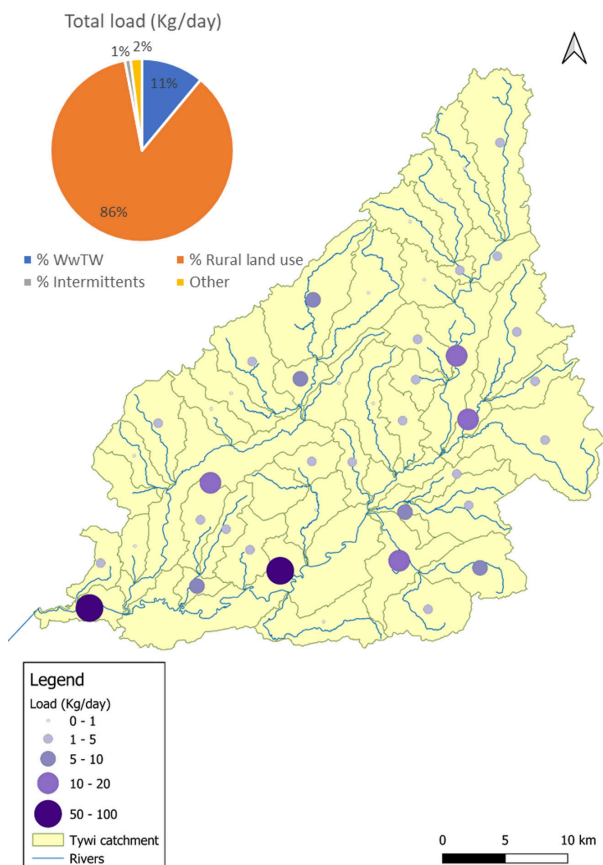 Total load (Kg/day)
1%
2%
11%
86%
% WwTW
% Rural land use
% Intermittents
Other
Legend
Load (Kg/day)
0 - 1
1 - 5
5 - 10
10 - 20
50 - 100
Tywi catchment
Rivers
0 5 10 km